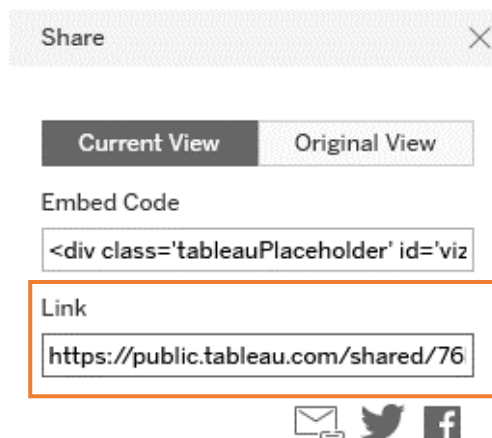 Share
Current View Original View
Embed Code
<div class='tableauPlaceholder' id='viz
Link
https://public.tableau.com/shared/76